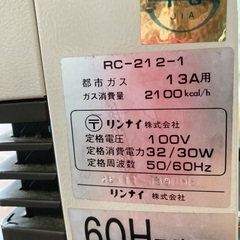 JIA
RC-212-1
都市ガス 13A用
ガス消費量 2100kcal/h
〒 リンナイ株式会社
定格電圧 100V
定格消費電力 32/30W
定格周波数 50/60Hz
リンナイ株式会社
60H